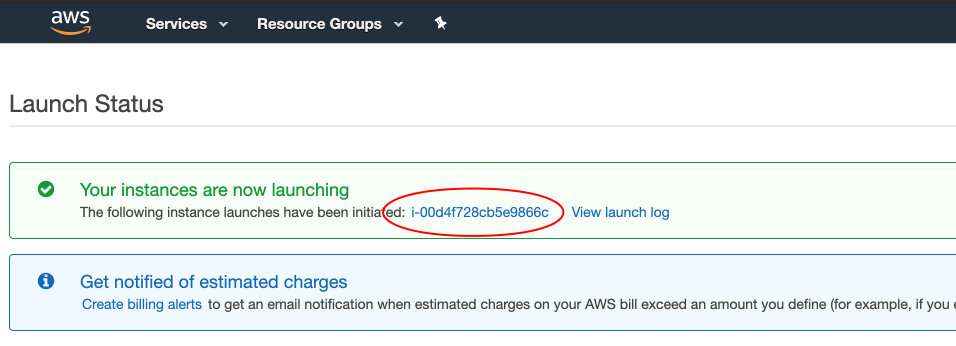 aws Services Resource Groups
Launch Status
Your instances are now launching
The following instance launches have been initiated: i-00d4f728cb5e9866c View launch log
Get notified of estimated charges
Create billing alerts to get an email notification when estimated charges on your AWS bill exceed an amount you define (for example, if you e